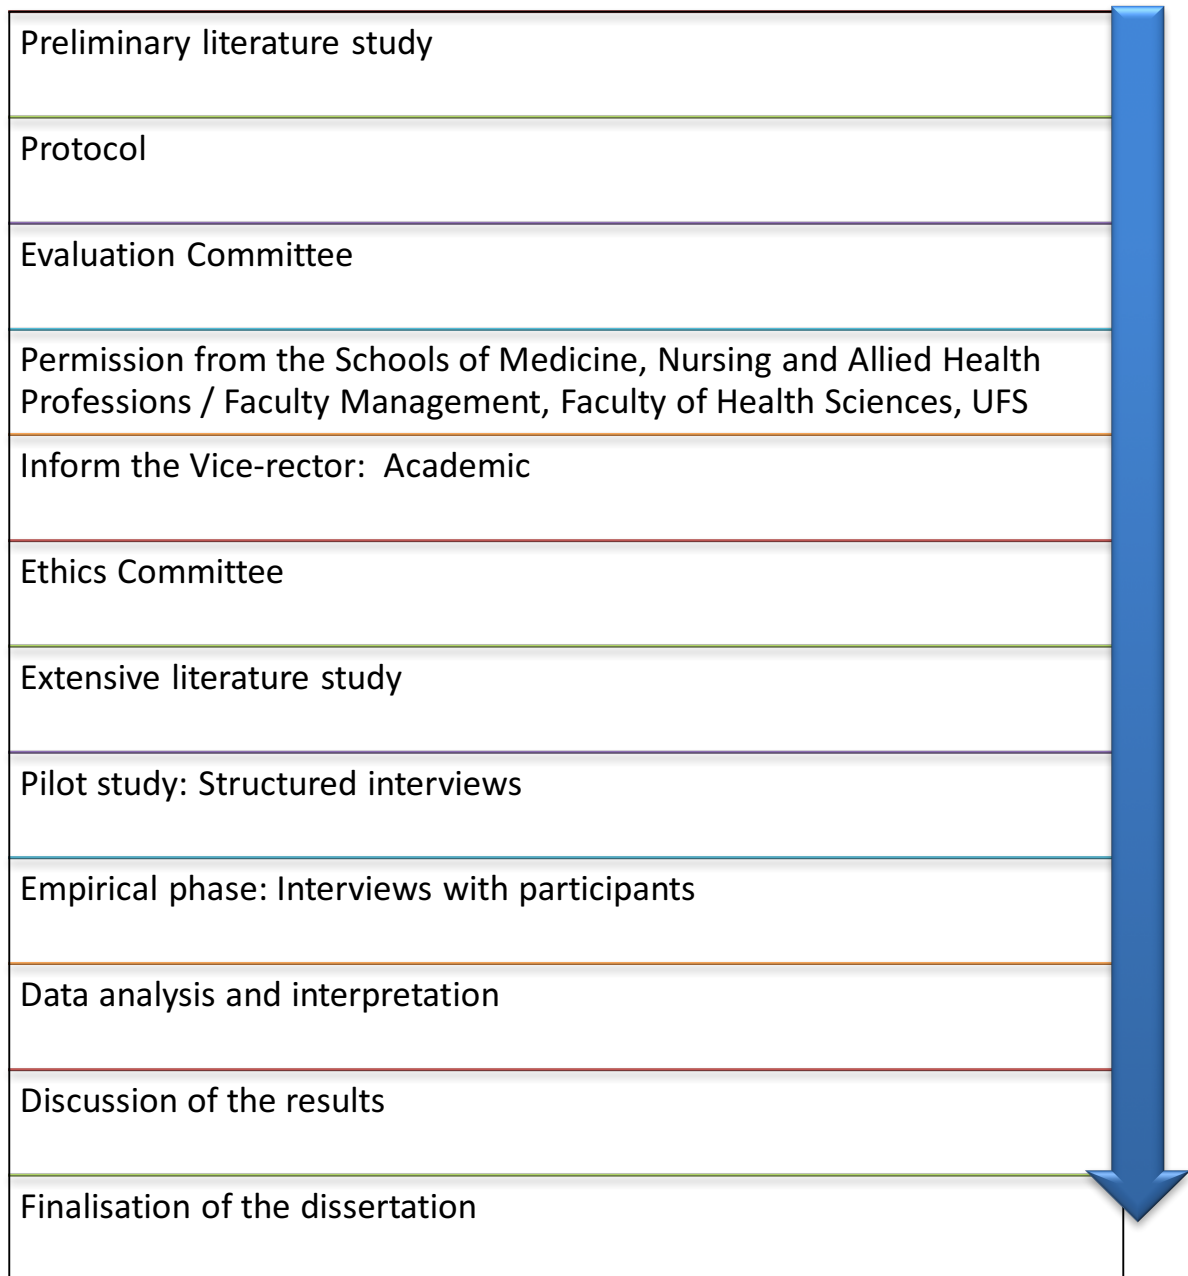 Preliminary literature study
Protocol
Evaluation Committee
Permission from the Schools of Medicine, Nursing and Allied Health
Professions / Faculty Management, Faculty of Health Sciences, UFS
Inform the Vice-rector:  Academic
Ethics Committee
Extensive literature study
Pilot study: Structured interviews
Empirical phase: Interviews with participants
Data analysis and interpretation
Discussion of the results
Finalisation of the dissertation